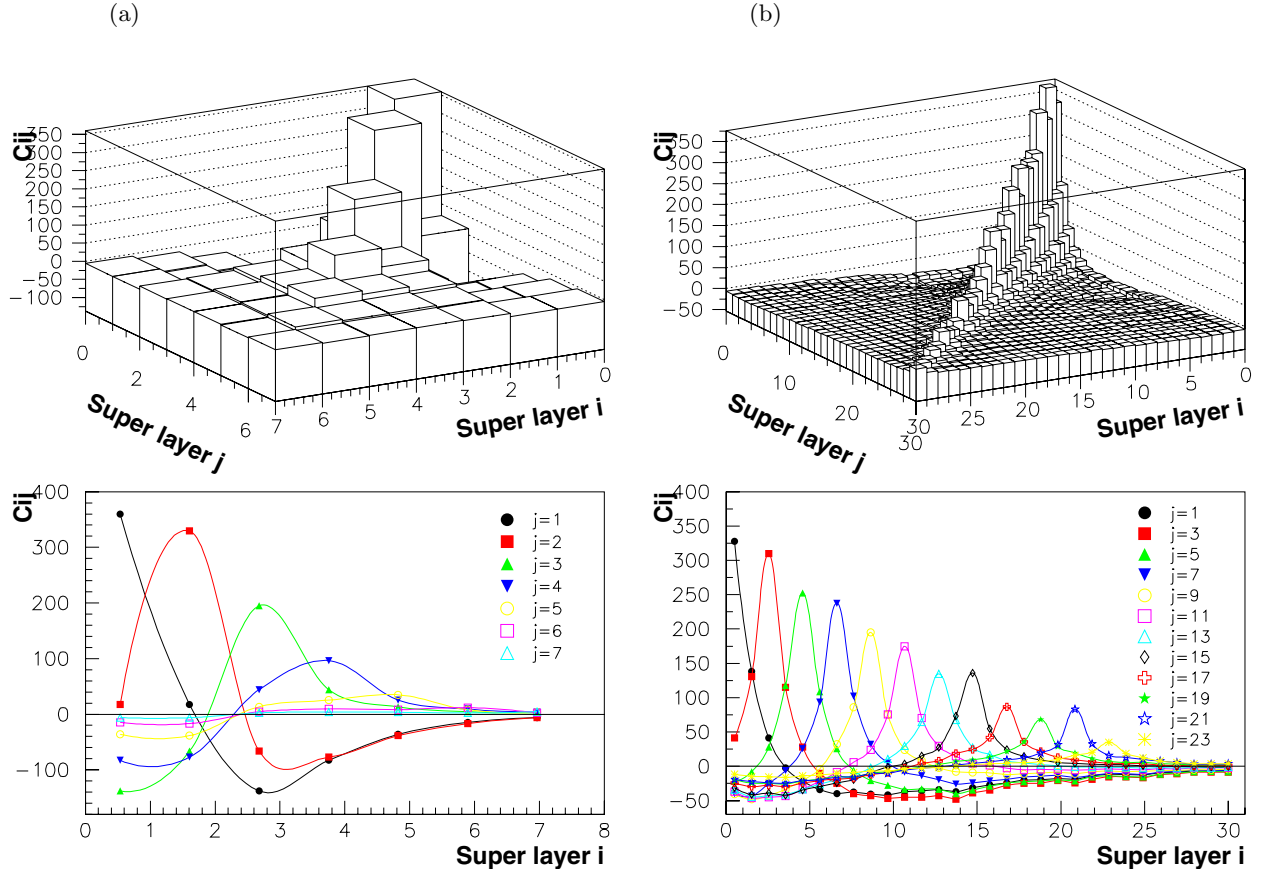 (a)
(b)
Cij
350
300
250
200
150
100
50
0
−50
−100
0
2
4
6
Super layer j
7
6
5
4
3
2
1
0
Super layer i
Cij
350
300
250
200
150
100
50
0
−50
0
10
20
30
Super layer j
30
25
20
15
10
5
0
Super layer i
Cij
400
300
200
100
0
−100
0 1 2 3 4 5 6 7 8
Super layer i
j=1
j=2
j=3
j=4
j=5
j=6
j=7
Cij
400
350
300
250
200
150
100
50
0
−50
0 5 10 15 20 25 30
Super layer i
j=1
j=3
j=5
j=7
j=9
j=11
j=13
j=15
j=17
j=19
j=21
j=23